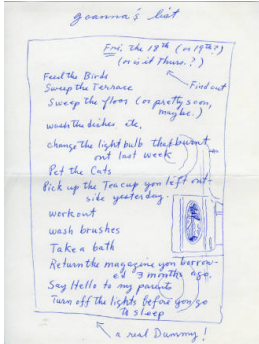 Joanna's list
Fri, the 18th (or 19th?)
(or is it Thurs.?)
Find out
Feed the Birds
Sweep the Terrace
Sweep the floor (or pretty soon,
maybe.)
wash the dishes, etc,
change the light bulb that burnt
out last week
Pet the Cats
Pick up the Teacup you left out-
side yesterday.
workout
wash brushes
Take a bath
Return the magazine you borrow-
ed 3 months ago.
Say Hello to my parents
Turn off the lights before you go
to sleep
a real Dummy!